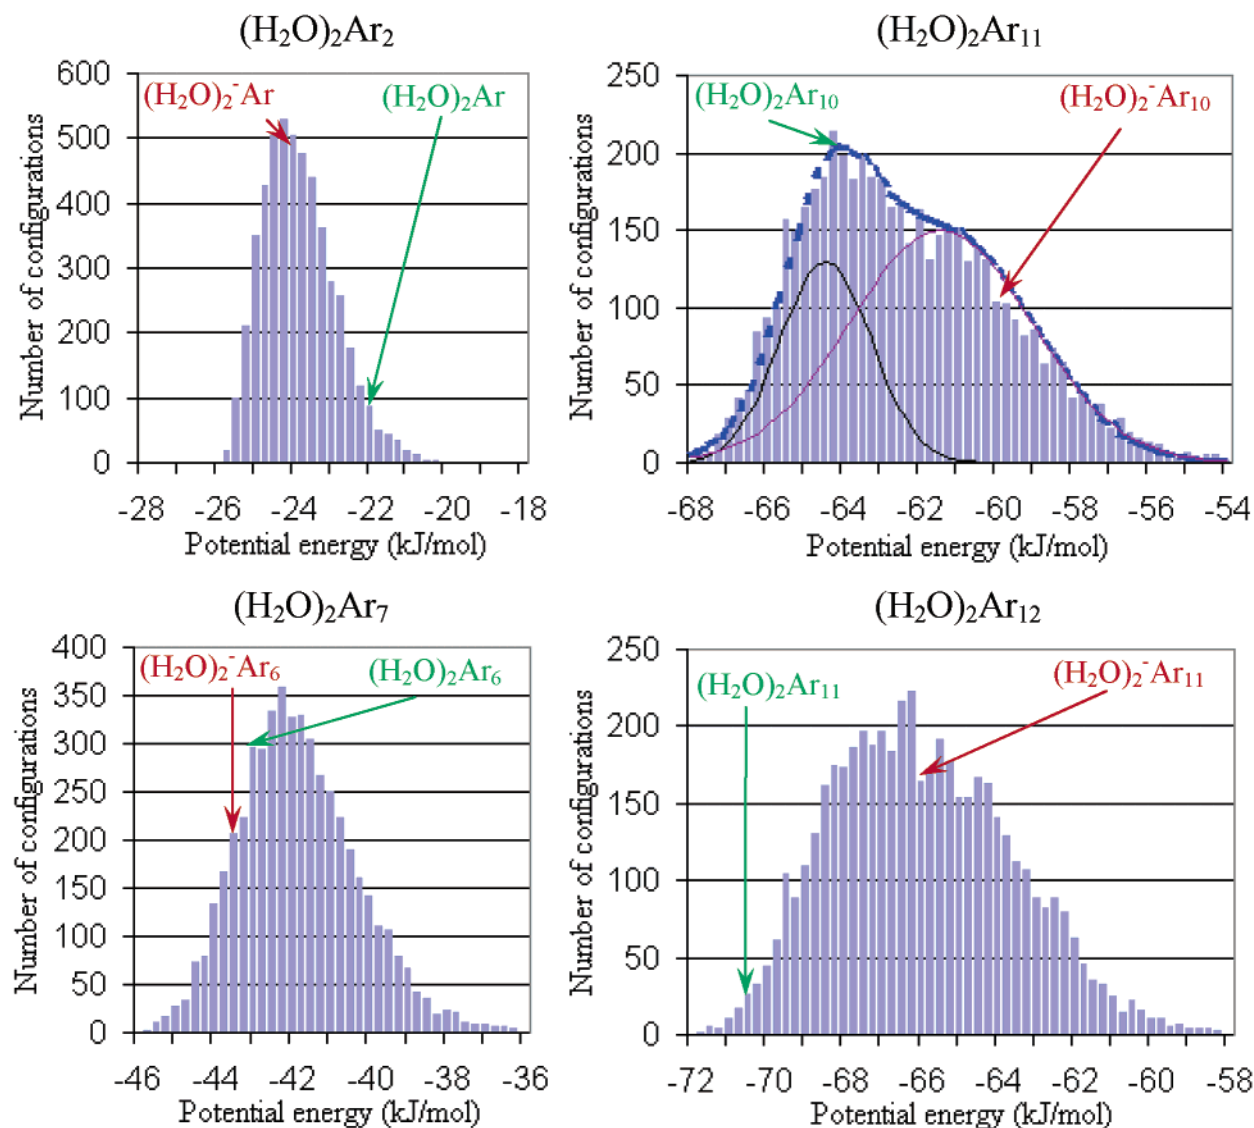 (H₂O)₂Ar₂
600
500
400
300
200
100
0
Number of configurations
(H₂O)₂⁻Ar
(H₂O)₂Ar
-28 -26 -24 -22 -20 -18
Potential energy (kJ/mol)
(H₂O)₂Ar₁₁
250
200
150
100
50
0
Number of configurations
(H₂O)₂Ar₁₀
(H₂O)₂⁻Ar₁₀
-68 -66 -64 -62 -60 -58 -56 -54
Potential energy (kJ/mol)
(H₂O)₂Ar₇
400
350
300
250
200
150
100
50
0
Number of configurations
(H₂O)₂⁻Ar₆
(H₂O)₂Ar₆
-46 -44 -42 -40 -38 -36
Potential energy (kJ/mol)
(H₂O)₂Ar₁₂
250
200
150
100
50
0
Number of configurations
(H₂O)₂Ar₁₁
(H₂O)₂⁻Ar₁₁
-72 -70 -68 -66 -64 -62 -60 -58
Potential energy (kJ/mol)